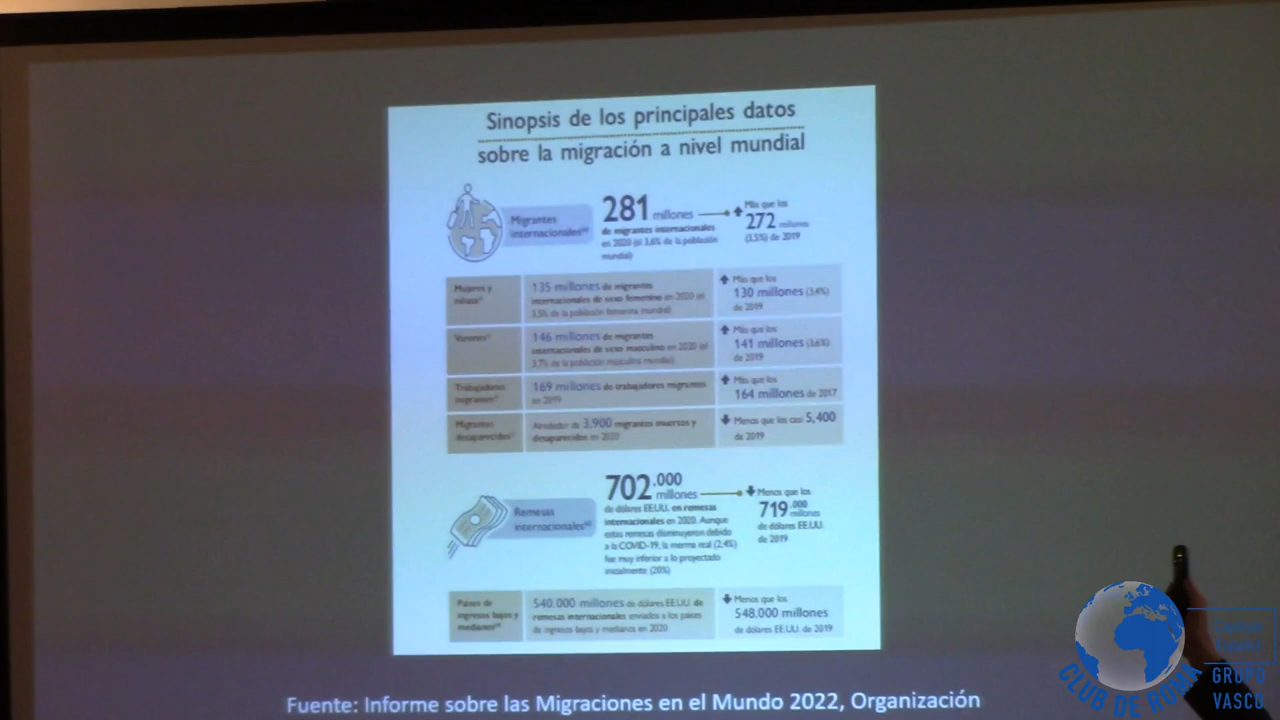 Sinopsis de los principales datos
sobre la migración a nivel mundial
Migrantes
internacionales
281 millones
de migrantes internacionales
en 2020 (el 3,6% de la población
mundial)
Más que los
272 millones
(3,5%) de 2019
Mujeres y
niñas
135 millones de migrantes
internacionales de sexo femenino en 2020 (el
3,5% de la población femenina mundial)
Más que los
130 millones (3,4%)
de 2019
Varones
146 millones de migrantes
internacionales de sexo masculino en 2020 (el
3,7% de la población masculina mundial)
Más que los
141 millones (3,6%)
de 2019
Trabajadores
migrantes
169 millones de trabajadores migrantes
en 2019
Más que los
164 millones de 2017
Migrantes
desaparecidos
Alrededor de 3,900 migrantes muertos y
desaparecidos en 2020
Menos que los casi 5,400
de 2019
Remesas
internacionales
702.000
millones
de dólares EE.UU. en remesas
internacionales en 2020. Aunque
estas remesas disminuyeron debido
a la COVID-19, la merma real (2,4%)
fue muy inferior a lo proyectado
inicialmente (20%)
Menos que los
719.000
millones
de dólares EE.UU.
de 2019
Países de
ingresos bajos y
medianos
540.000 millones de dólares EE.UU. de
remesas internacionales enviados a los países
de ingresos bajos y medianos en 2020
Menos que los
548.000 millones
de dólares EE.UU. de 2019
Fuente: Informe sobre las Migraciones en el Mundo 2022, Organización
CLUB DE ROMA
Capítulo
Español
GRUPO
VASCO